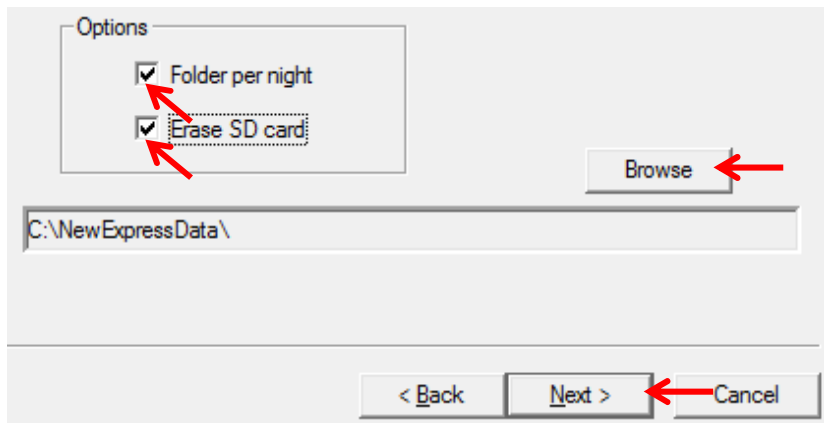 Options
Folder per night
Erase SD card
Browse
C:\NewExpressData\
< Back Next > Cancel